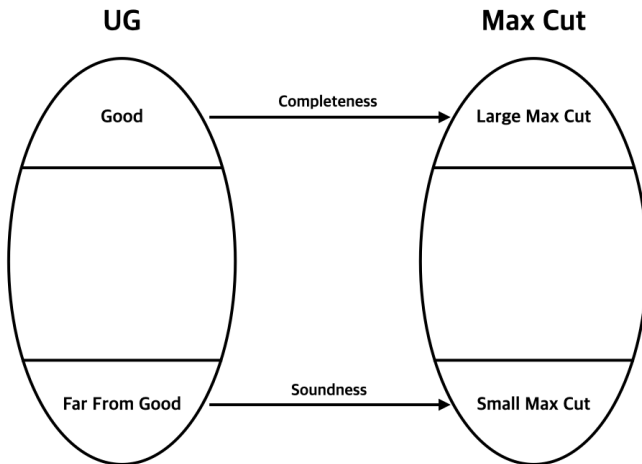 UG
Max Cut
Good
Completeness
Large Max Cut
Far From Good
Soundness
Small Max Cut